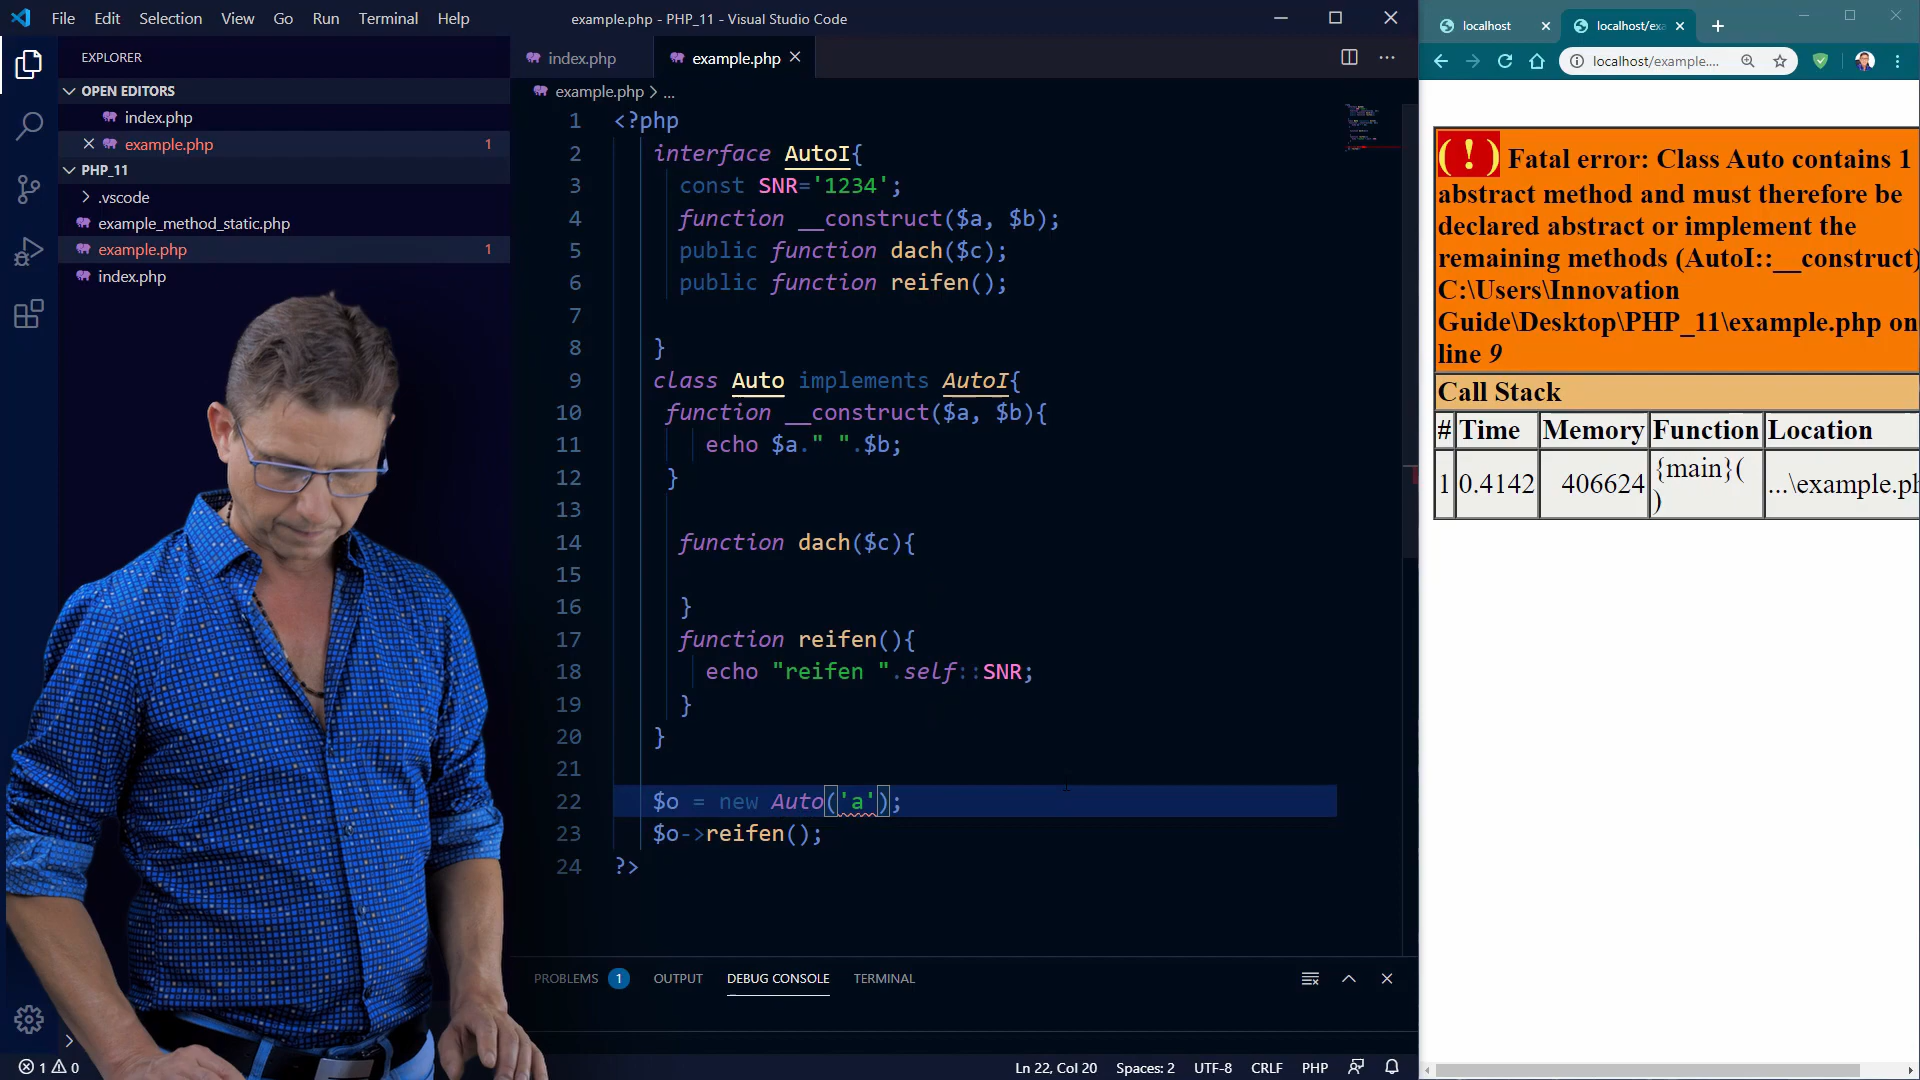 File Edit Selection View Go Run Terminal Help
example.php - PHP_11 - Visual Studio Code
EXPLORER
OPEN EDITORS
index.php
example.php 1
PHP_11
.vscode
example_method_static.php
example.php 1
index.php
index.php example.php
example.php > ...
1 <?php
2 interface AutoI{
3 const SNR='1234';
4 function __construct($a, $b);
5 public function dach($c);
6 public function reifen();
7
8 }
9 class Auto implements AutoI{
10 function __construct($a, $b){
11 echo $a." ".$b;
12 }
13
14 function dach($c){
15
16 }
17 function reifen(){
18 echo "reifen ".self::SNR;
19 }
20 }
21
22 $o = new Auto('a');
23 $o->reifen();
24 ?>
PROBLEMS 1 OUTPUT DEBUG CONSOLE TERMINAL
1 0
Ln 22, Col 20 Spaces: 2 UTF-8 CRLF PHP
localhost localhost/exa
localhost/example....
( ! ) Fatal error: Class Auto contains 1
abstract method and must therefore be
declared abstract or implement the
remaining methods (AutoI::__construct)
C:\Users\Innovation
Guide\Desktop\PHP_11\example.php on
line 9
Call Stack
# Time Memory Function Location
1 0.4142 406624 {main}( ) ...\example.ph